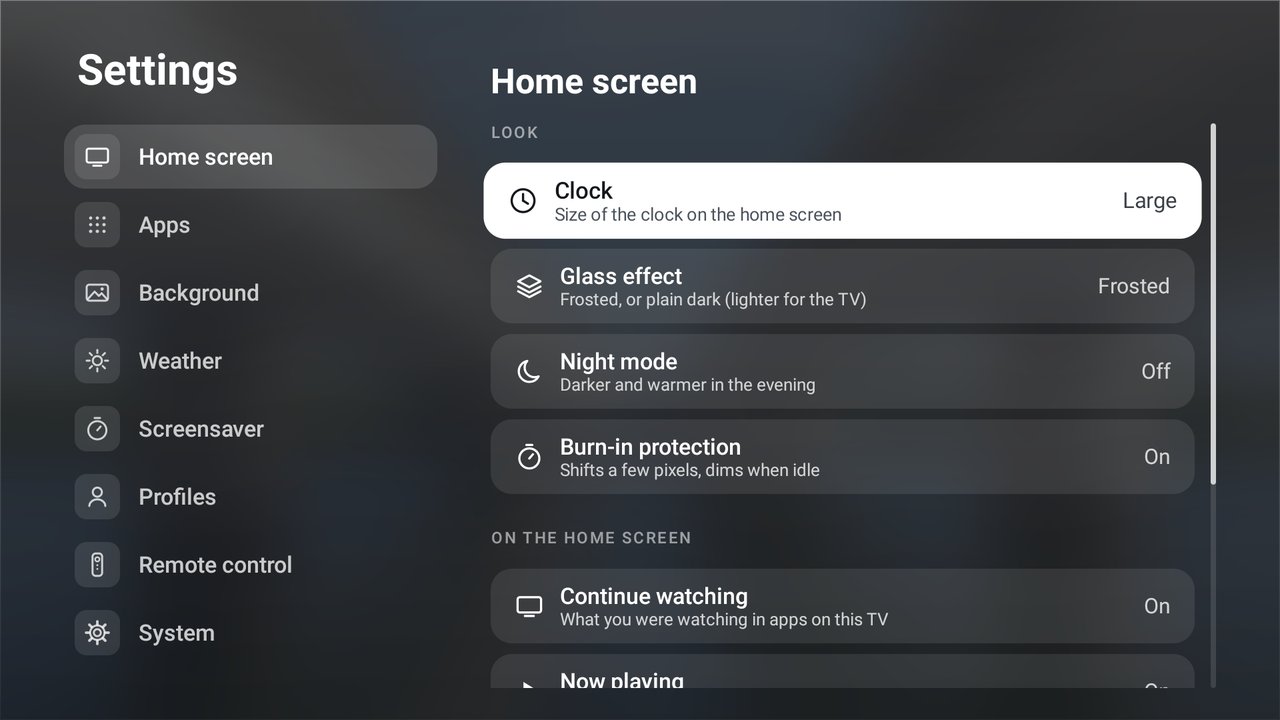 Settings
Home screen
Apps
Background
Weather
Screensaver
Profiles
Remote control
System
Home screen
LOOK
Clock
Size of the clock on the home screen
Large
Glass effect
Frosted, or plain dark (lighter for the TV)
Frosted
Night mode
Darker and warmer in the evening
Off
Burn-in protection
Shifts a few pixels, dims when idle
On
ON THE HOME SCREEN
Continue watching
What you were watching in apps on this TV
On
Now playing
On